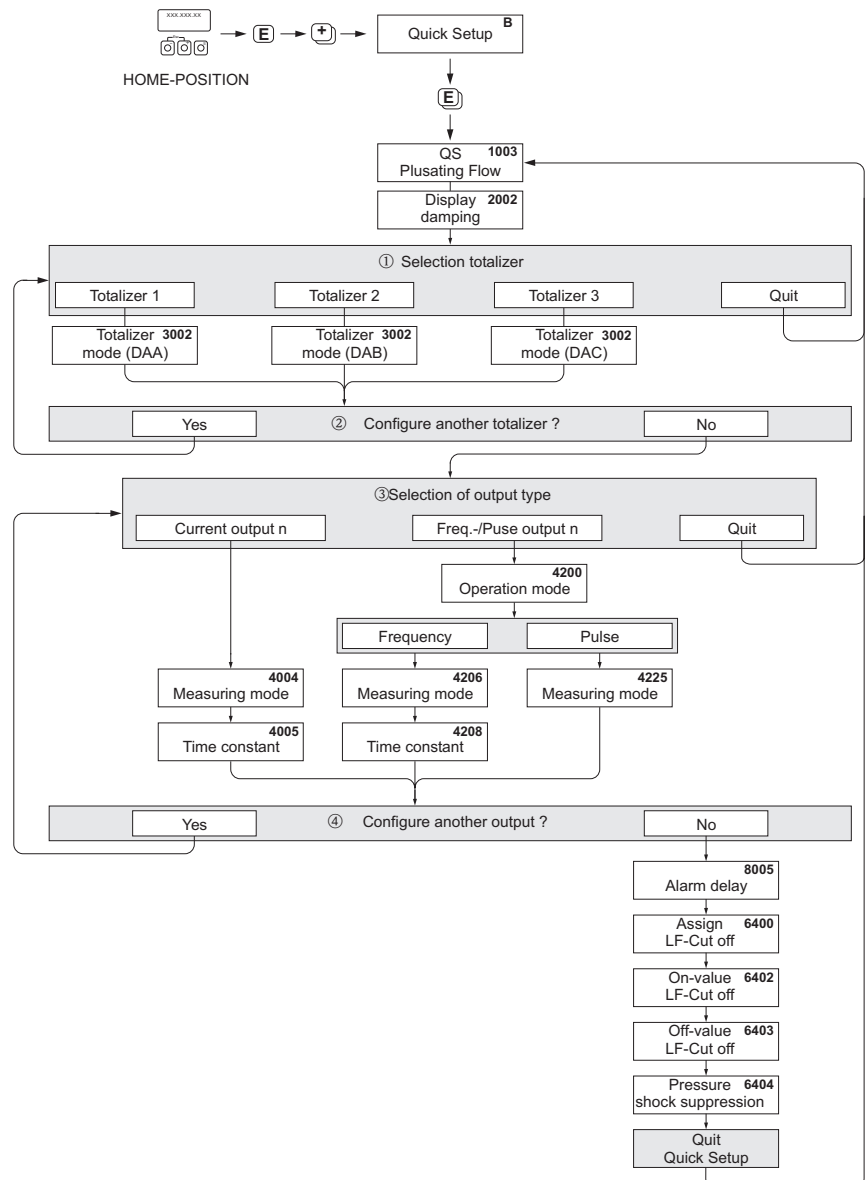 xxx.xxx.xx
HOME-POSITION
E
+
Quick Setup B
E
QS 1003
Plusating Flow
Display 2002
damping
① Selection totalizer
Totalizer 1
Totalizer 2
Totalizer 3
Quit
Totalizer 3002
mode (DAA)
Totalizer 3002
mode (DAB)
Totalizer 3002
mode (DAC)
Yes
② Configure another totalizer ?
No
③Selection of output type
Current output n
Freq.-/Puse output n
Quit
4200
Operation mode
Frequency
Pulse
4004
Measuring mode
4206
Measuring mode
4225
Measuring mode
4005
Time constant
4208
Time constant
Yes
④ Configure another output ?
No
8005
Alarm delay
Assign 6400
LF-Cut off
On-value 6402
LF-Cut off
Off-value 6403
LF-Cut off
Pressure 6404
shock suppression
Quit
Quick Setup